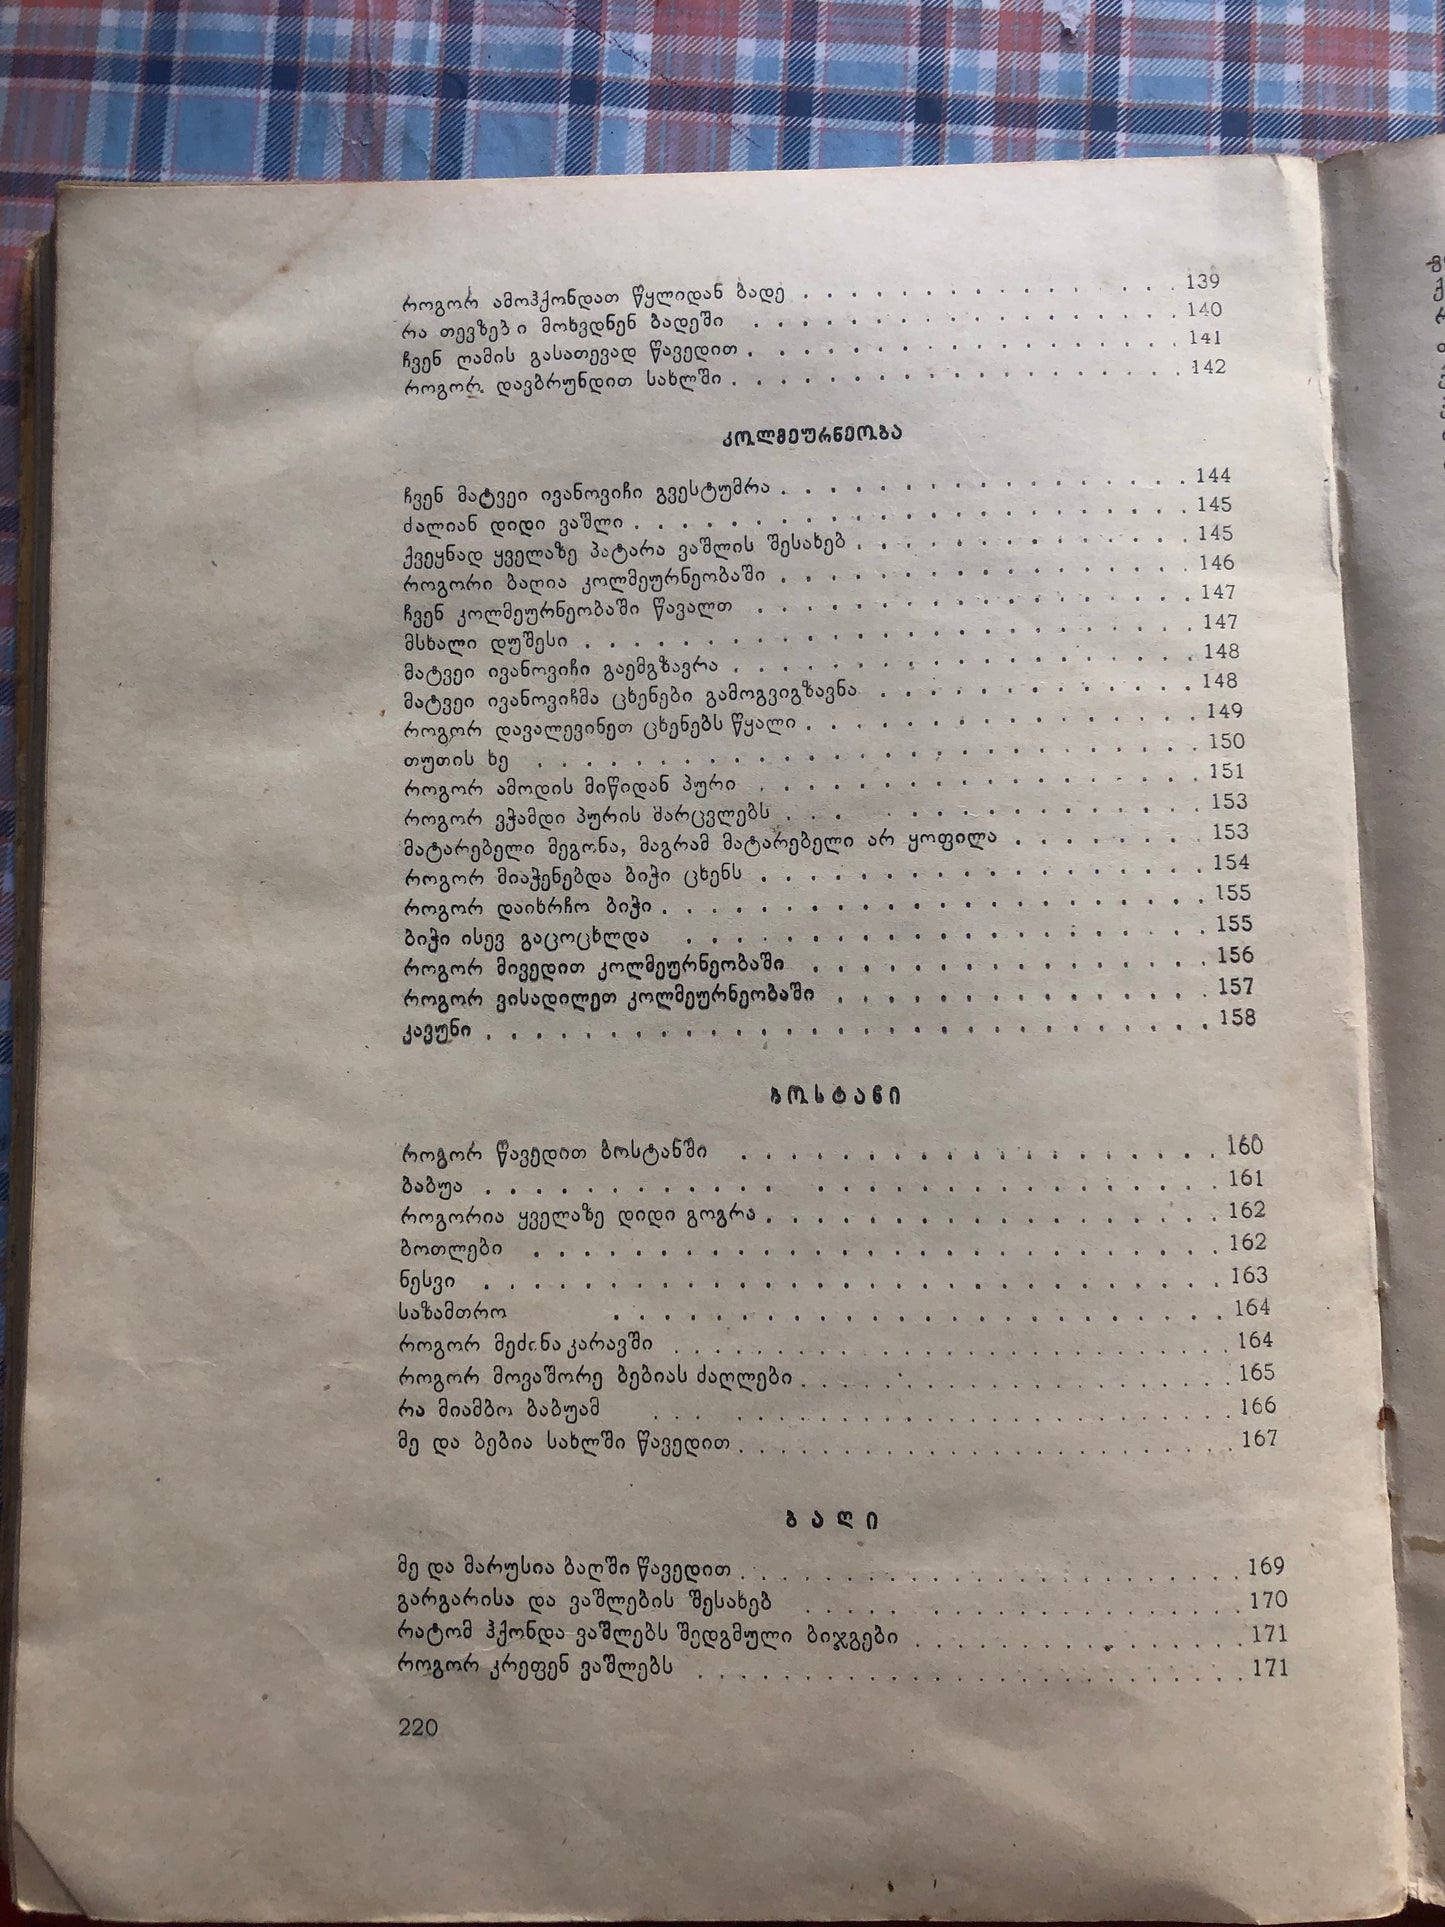 როგორ ამოჰქონდათ წყლიდან ბადე . . . . . . . . . . . . . . . . 139
რა თევზები მოხვდნენ ბადეში . . . . . . . . . . . . . . . . . . 140
ჩვენ ღამის გასათევად წავედით . . . . . . . . . . . . . . . . . . 141
როგორ დავბრუნდით სახლში . . . . . . . . . . . . . . . . . . . 142
კოლმეურნეობა
ჩვენ მატვეი ივანოვიჩი გვესტუმრა . . . . . . . . . . . . . . . . . 144
ძალიან დიდი ვაშლი . . . . . . . . . . . . . . . . . . . . . . . 145
ქვეყნად ყველაზე პატარა ვაშლის შესახებ . . . . . . . . . . . . . . 145
როგორი ბაღია კოლმეურნეობაში . . . . . . . . . . . . . . . . . 146
ჩვენ კოლმეურნეობაში წავალთ . . . . . . . . . . . . . . . . . . 147
მსხალი დუშესი . . . . . . . . . . . . . . . . . . . . . . . . . 147
მატვეი ივანოვიჩი გაემგზავრა . . . . . . . . . . . . . . . . . . . 148
მატვეი ივანოვიჩმა ცხენები გამოგვიგზავნა . . . . . . . . . . . . . 148
როგორ დავალევინეთ ცხენებს წყალი . . . . . . . . . . . . . . . . 149
თუთის ხე . . . . . . . . . . . . . . . . . . . . . . . . . . . 150
როგორ ამოდის მიწიდან პური . . . . . . . . . . . . . . . . . . 151
როგორ ვჭამდი პურის მარცვლებს . . . . . . . . . . . . . . . . . 153
მატარებელი მეგონა, მაგრამ მატარებელი არ ყოფილა . . . . . . . . 153
როგორ მიაჭენებდა ბიჭი ცხენს . . . . . . . . . . . . . . . . . . 154
როგორ დაიხრჩო ბიჭი . . . . . . . . . . . . . . . . . . . . . . 155
ბიჭი ისევ გაცოცხლდა . . . . . . . . . . . . . . . . . . . . . 155
როგორ მივედით კოლმეურნეობაში . . . . . . . . . . . . . . . . 156
როგორ ვისადილეთ კოლმეურნეობაში . . . . . . . . . . . . . . . 157
კავუნი . . . . . . . . . . . . . . . . . . . . . . . . . . . . . 158
ბოსტანი
როგორ წავედით ბოსტანში . . . . . . . . . . . . . . . . . . . 160
ბაბუა . . . . . . . . . . . . . . . . . . . . . . . . . . . . . 161
როგორია ყველაზე დიდი გოგრა . . . . . . . . . . . . . . . . . . 162
ბოთლები . . . . . . . . . . . . . . . . . . . . . . . . . . . . 162
ნესვი . . . . . . . . . . . . . . . . . . . . . . . . . . . . . . 163
საზამთრო . . . . . . . . . . . . . . . . . . . . . . . . . 164
როგორ მეძინა კარავში . . . . . . . . . . . . . . . . . . . . . . 164
როგორ მოვაშორე ბებიას ძაღლები . . . . . . . . . . . . . . . . . 165
რა მიამბო ბაბუამ . . . . . . . . . . . . . . . . . . . . . . . 166
მე და ბებია სახლში წავედით . . . . . . . . . . . . . . . . . . . . 167
ბაღი
მე და მარუსია ბაღში წავედით . . . . . . . . . . . . . . . . . . . . 169
გარგარისა და ვაშლების შესახებ . . . . . . . . . . . . . . . . . 170
რატომ ჰქონდა ვაშლებს შედგმული ბიჯგები . . . . . . . . . . . . . 171
როგორ კრეფენ ვაშლებს . . . . . . . . . . . . . . . . . . . . . . 171
220